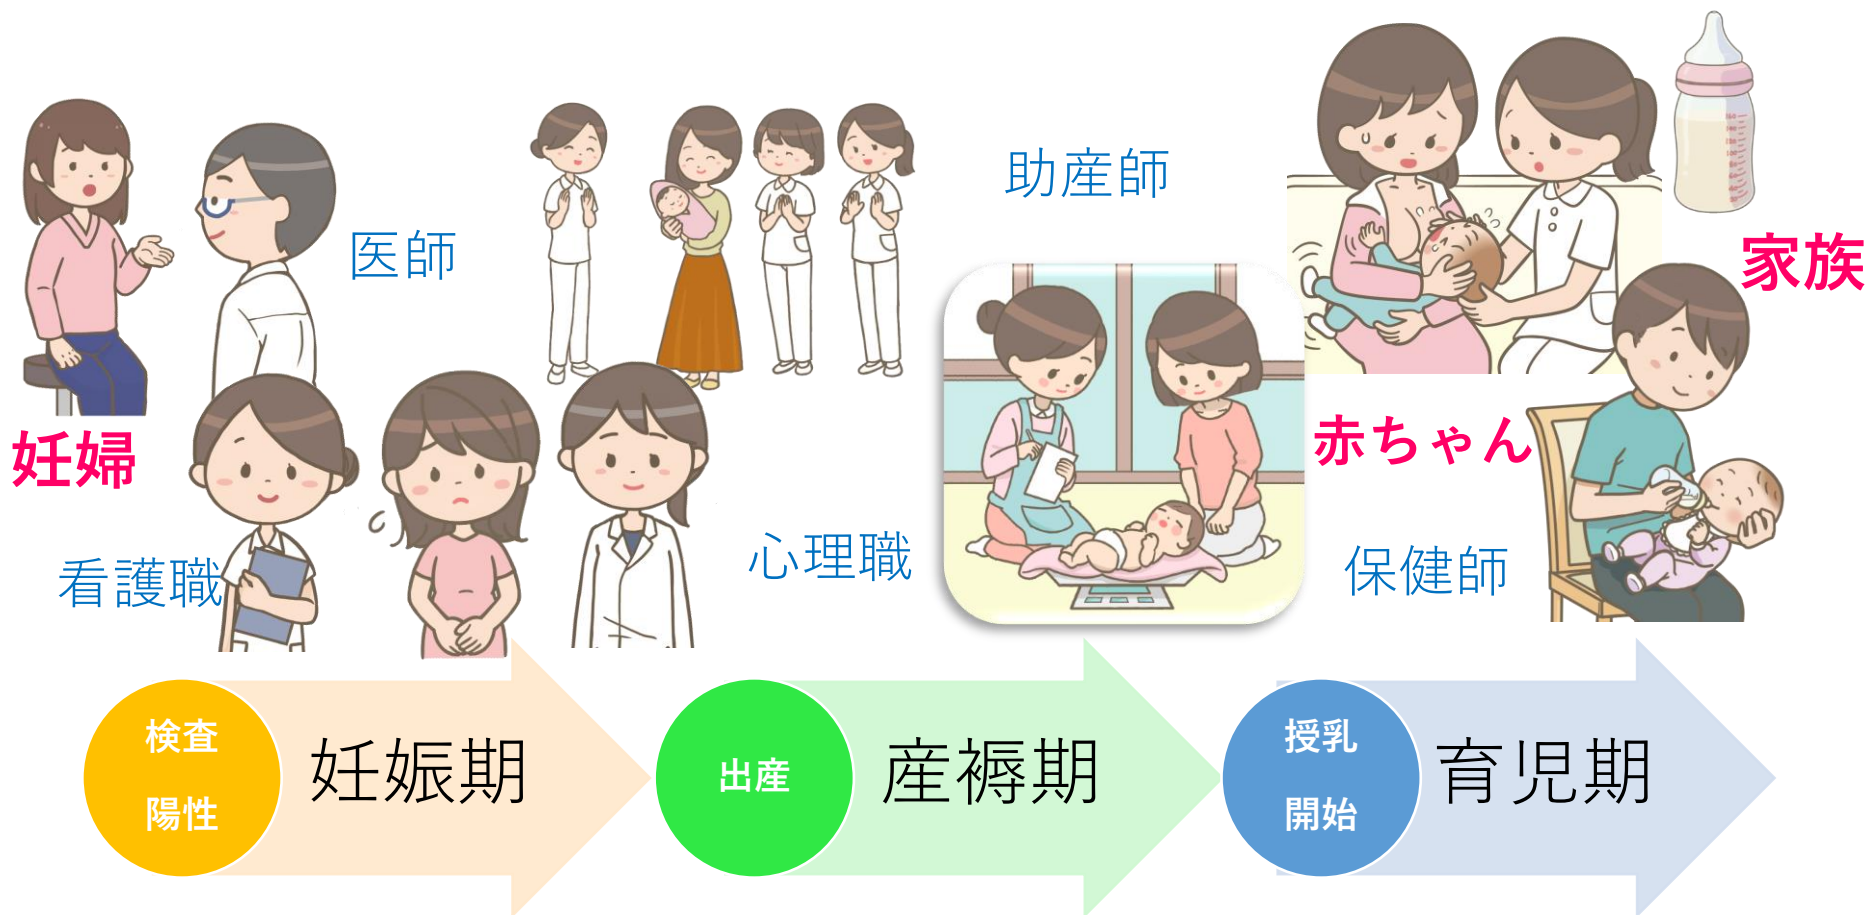 医師
助産師
家族
妊婦
赤ちゃん
看護職
心理職
保健師
検査
陽性
妊娠期
出産
産褥期
授乳
開始
育児期